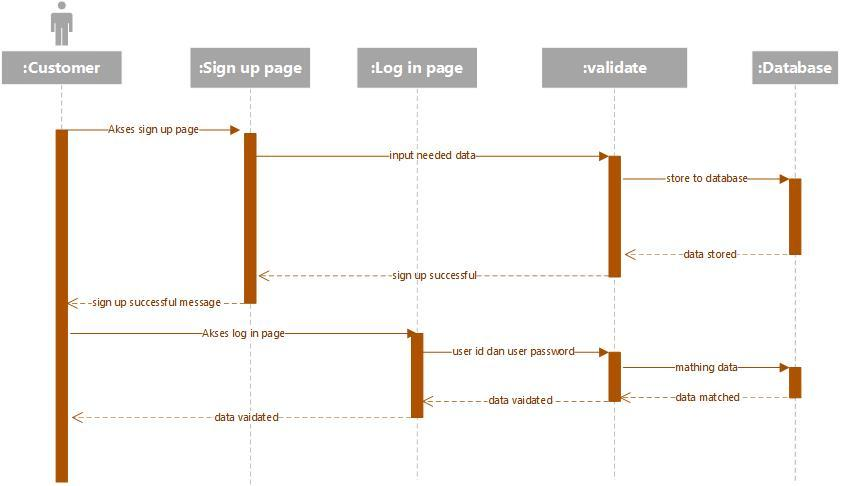 :Customer
:Sign up page
:Log in page
:validate
:Database
Akses sign up page
input needed data
store to database
data stored
sign up successful
sign up successful message
Akses log in page
user id dan user password
mathing data
data matched
data vaidated
data vaidated